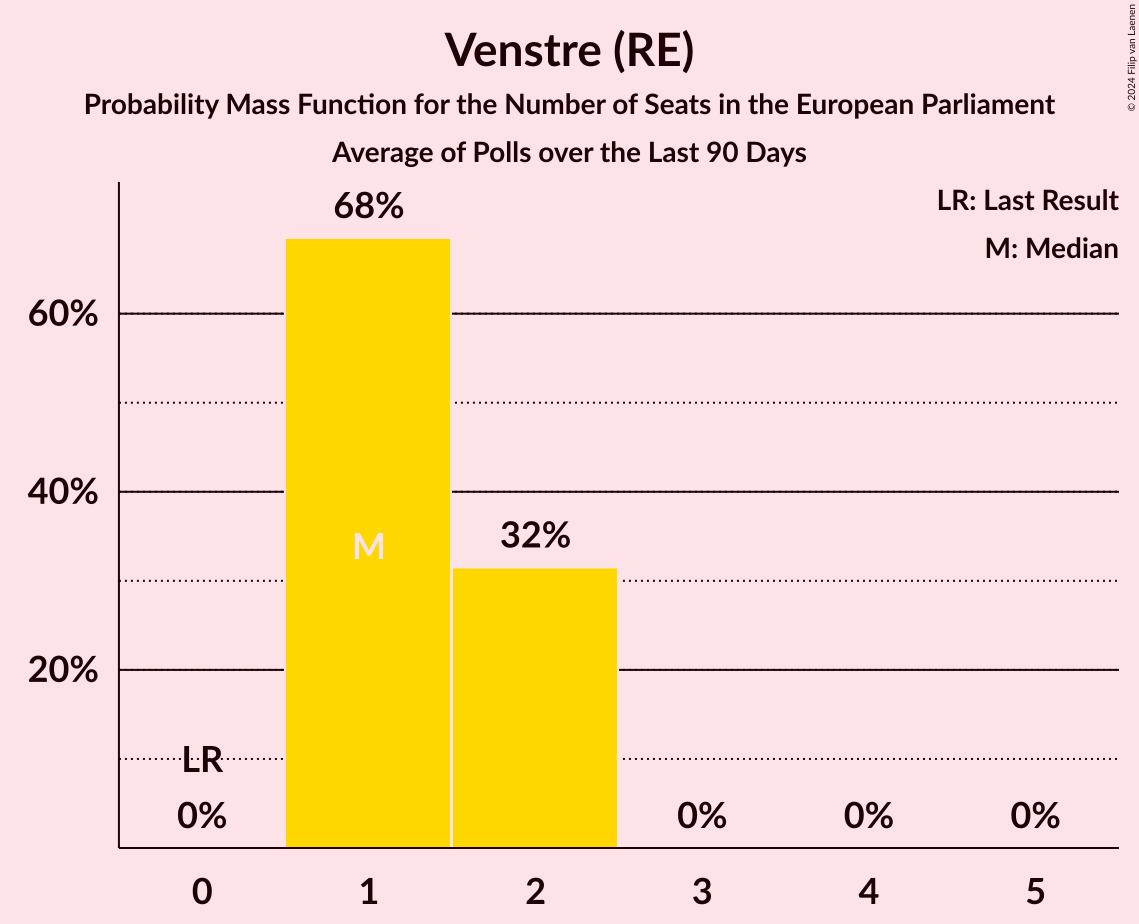 Venstre (RE)
Probability Mass Function for the Number of Seats in the European Parliament
Average of Polls over the Last 90 Days
© 2024 Filip van Laenen
LR: Last Result
M: Median
68%
60%
40%
M
32%
20%
LR
0%
0%
0%
0%
0
1
2
3
4
5